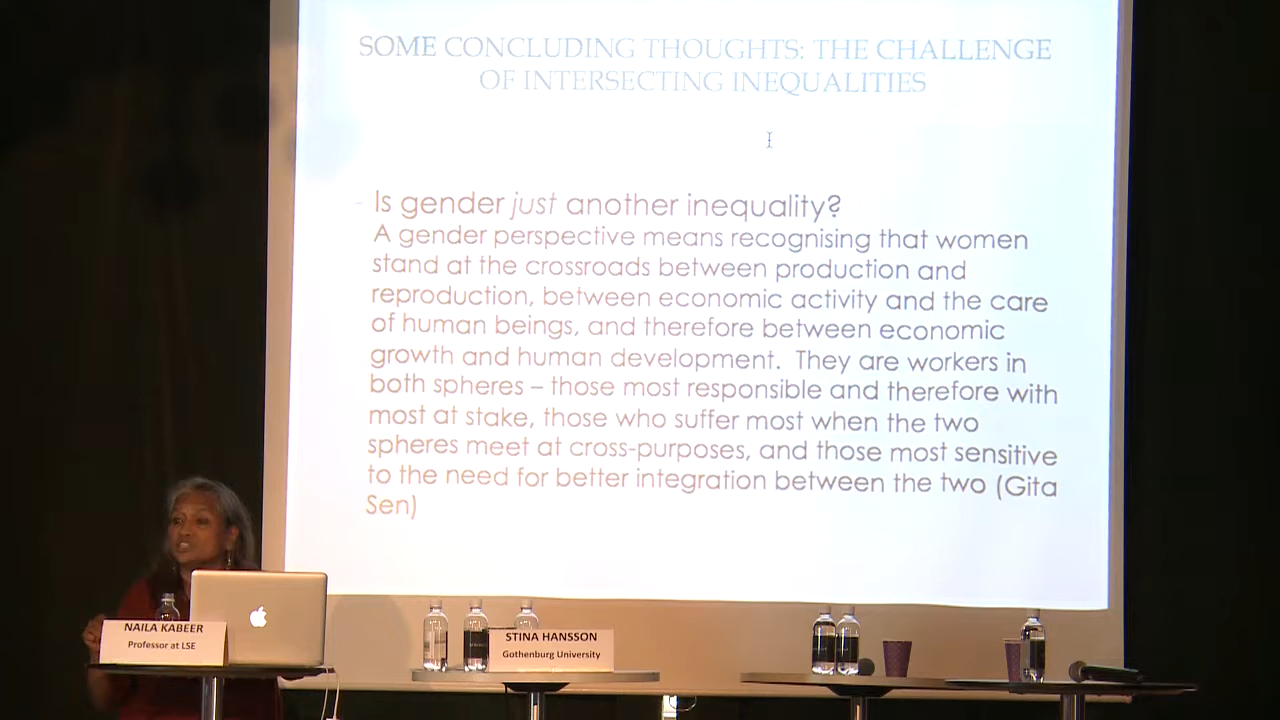 SOME CONCLUDING THOUGHTS: THE CHALLENGE
OF INTERSECTING INEQUALITIES
- Is gender just another inequality?
A gender perspective means recognising that women
stand at the crossroads between production and
reproduction, between economic activity and the care
of human beings, and therefore between economic
growth and human development. They are workers in
both spheres – those most responsible and therefore with
most at stake, those who suffer most when the two
spheres meet at cross-purposes, and those most sensitive
to the need for better integration between the two (Gita
Sen)
NAILA KABEER
Professor at LSE
STINA HANSSON
Gothenburg University